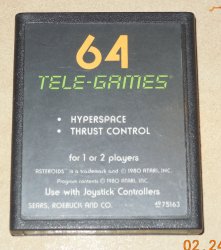 64
TELE-GAMES®
• HYPERSPACE
• THRUST CONTROL
for 1 or 2 players
ASTEROIDS is a trademark and © 1980 ATARI, INC.
Program contents © 1980 ATARI, INC.
Use with Joystick Controllers
SEARS, ROEBUCK AND CO.
49 75163
02.24